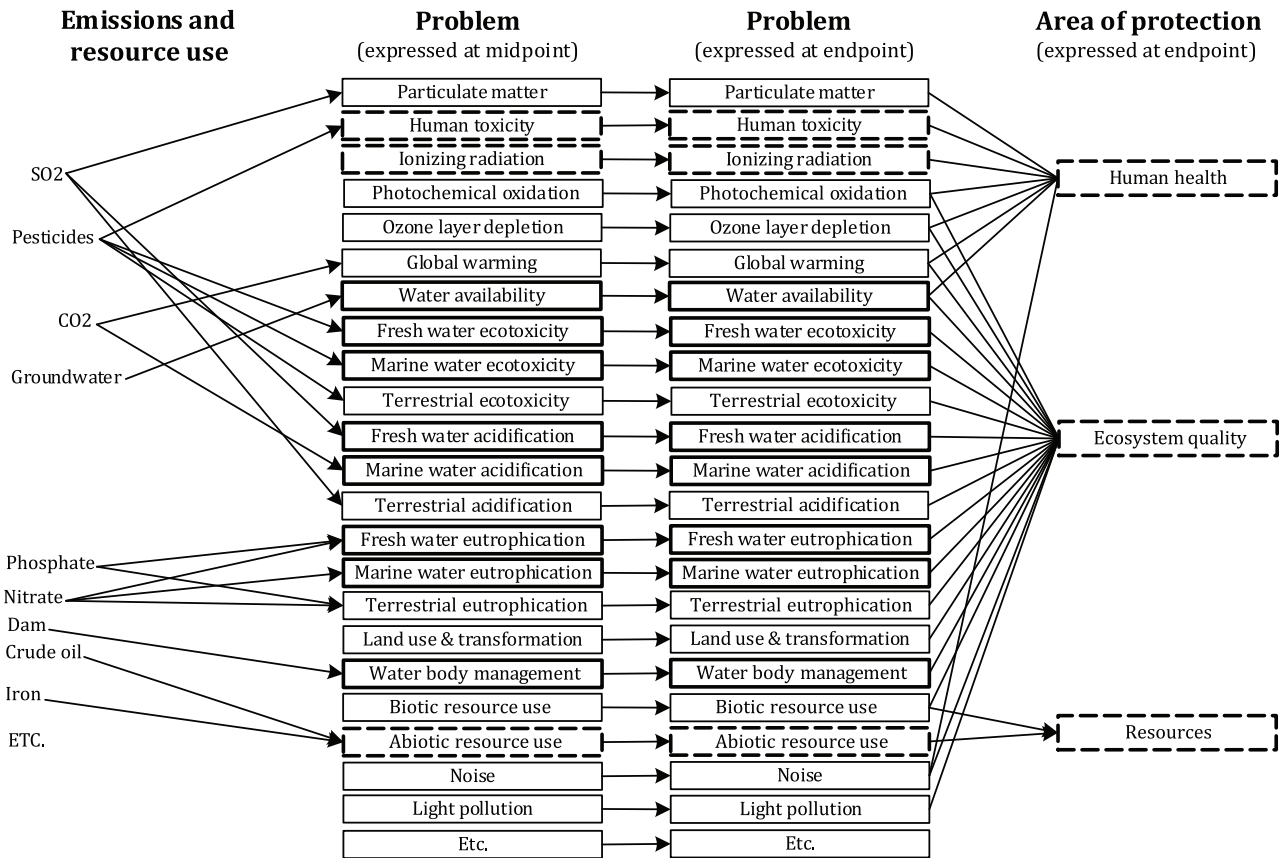 Emissions and
resource use
Problem
(expressed at midpoint)
Problem
(expressed at endpoint)
Area of protection
(expressed at endpoint)
SO2
Pesticides
CO2
Groundwater
Phosphate
Nitrate
Dam
Crude oil
Iron
ETC.
Particulate matter
Human toxicity
Ionizing radiation
Photochemical oxidation
Ozone layer depletion
Global warming
Water availability
Fresh water ecotoxicity
Marine water ecotoxicity
Terrestrial ecotoxicity
Fresh water acidification
Marine water acidification
Terrestrial acidification
Fresh water eutrophication
Marine water eutrophication
Terrestrial eutrophication
Land use & transformation
Water body management
Biotic resource use
Abiotic resource use
Noise
Light pollution
Etc.
Particulate matter
Human toxicity
Ionizing radiation
Photochemical oxidation
Ozone layer depletion
Global warming
Water availability
Fresh water ecotoxicity
Marine water ecotoxicity
Terrestrial ecotoxicity
Fresh water acidification
Marine water acidification
Terrestrial acidification
Fresh water eutrophication
Marine water eutrophication
Terrestrial eutrophication
Land use & transformation
Water body management
Biotic resource use
Abiotic resource use
Noise
Light pollution
Etc.
Human health
Ecosystem quality
Resources